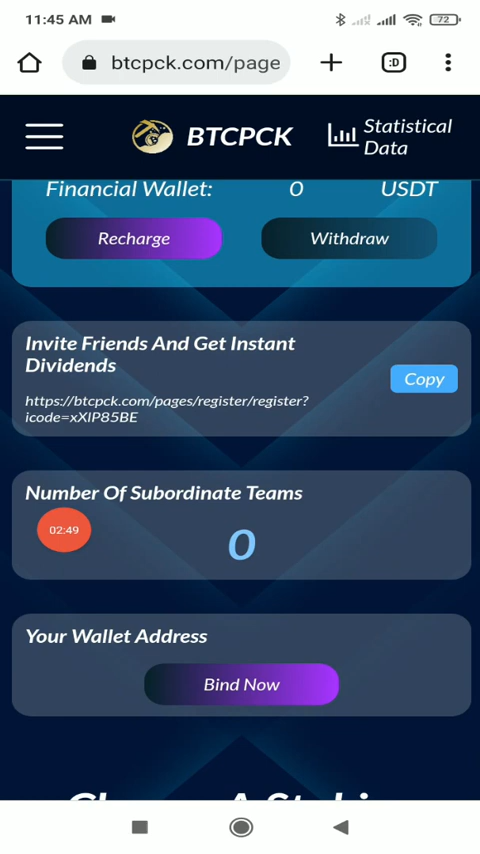 11:45 AM
72
btcpck.com/page
:D
BTCPCK
Statistical
Data
Financial Wallet: 0 USDT
Recharge
Withdraw
Invite Friends And Get Instant
Dividends
Copy
https://btcpck.com/pages/register/register?
icode=xXlP85BE
Number Of Subordinate Teams
02:49
0
Your Wallet Address
Bind Now